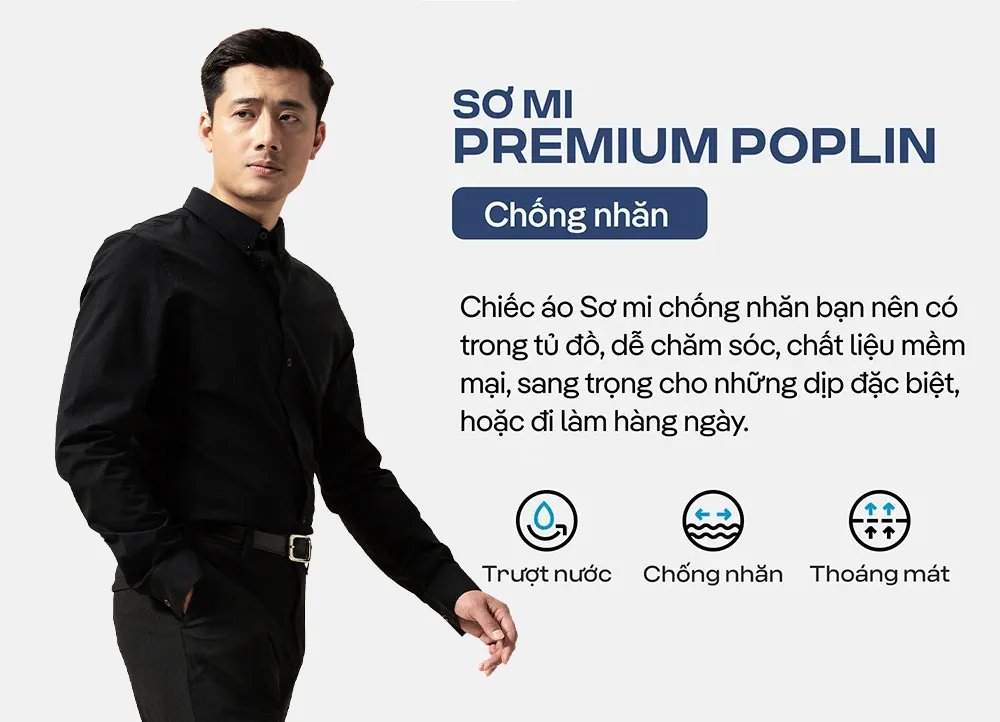 SƠ MI
PREMIUM POPLIN
Chống nhăn
Chiếc áo Sơ mi chống nhăn bạn nên có
trong tủ đồ, dễ chăm sóc, chất liệu mềm
mại, sang trọng cho những dịp đặc biệt,
hoặc đi làm hàng ngày.
Trượt nước Chống nhăn Thoáng mát